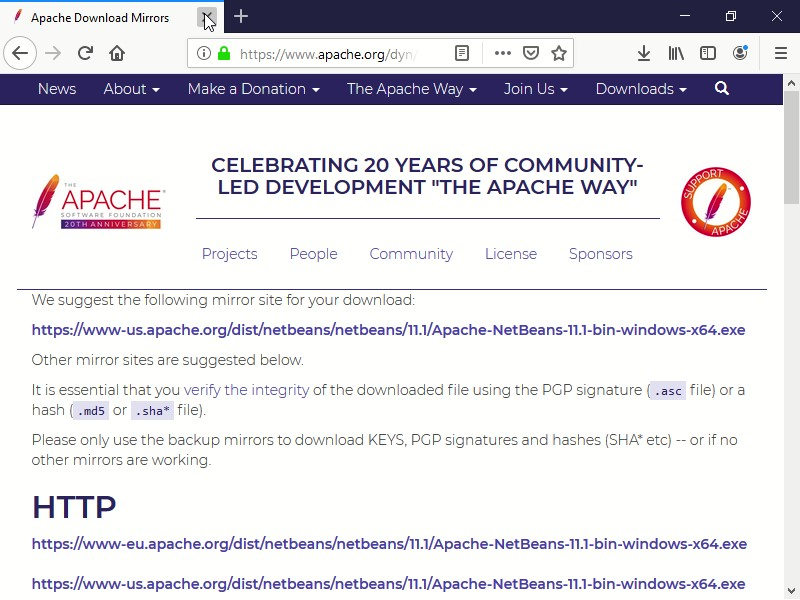 Apache Download Mirrors
https://www.apache.org/dyn/
News About Make a Donation The Apache Way Join Us Downloads
THE
APACHE®
SOFTWARE FOUNDATION
20TH ANNIVERSARY
CELEBRATING 20 YEARS OF COMMUNITY-
LED DEVELOPMENT "THE APACHE WAY"
SUPPORT
APACHE
Projects People Community License Sponsors
We suggest the following mirror site for your download:
https://www-us.apache.org/dist/netbeans/netbeans/11.1/Apache-NetBeans-11.1-bin-windows-x64.exe
Other mirror sites are suggested below.
It is essential that you verify the integrity of the downloaded file using the PGP signature ( .asc file) or a
hash ( .md5 or .sha* file).
Please only use the backup mirrors to download KEYS, PGP signatures and hashes (SHA* etc) -- or if no
other mirrors are working.
HTTP
https://www-eu.apache.org/dist/netbeans/netbeans/11.1/Apache-NetBeans-11.1-bin-windows-x64.exe
https://www-us.apache.org/dist/netbeans/netbeans/11.1/Apache-NetBeans-11.1-bin-windows-x64.exe